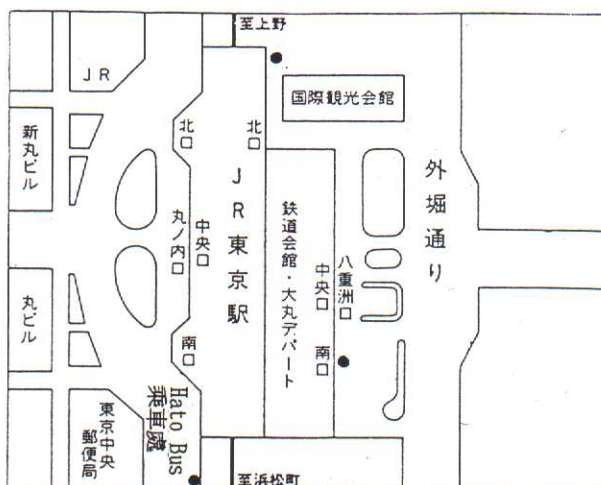 至上野
JR
国際観光会館
新丸ビル
北口
北口
外堀通り
丸ノ内口
中央口
JR東京駅
鉄道会館・大丸デパート
中央口
八重洲口
丸ビル
南口
南口
Hato Bus
乗車處
東京中央
郵便局
至浜松町